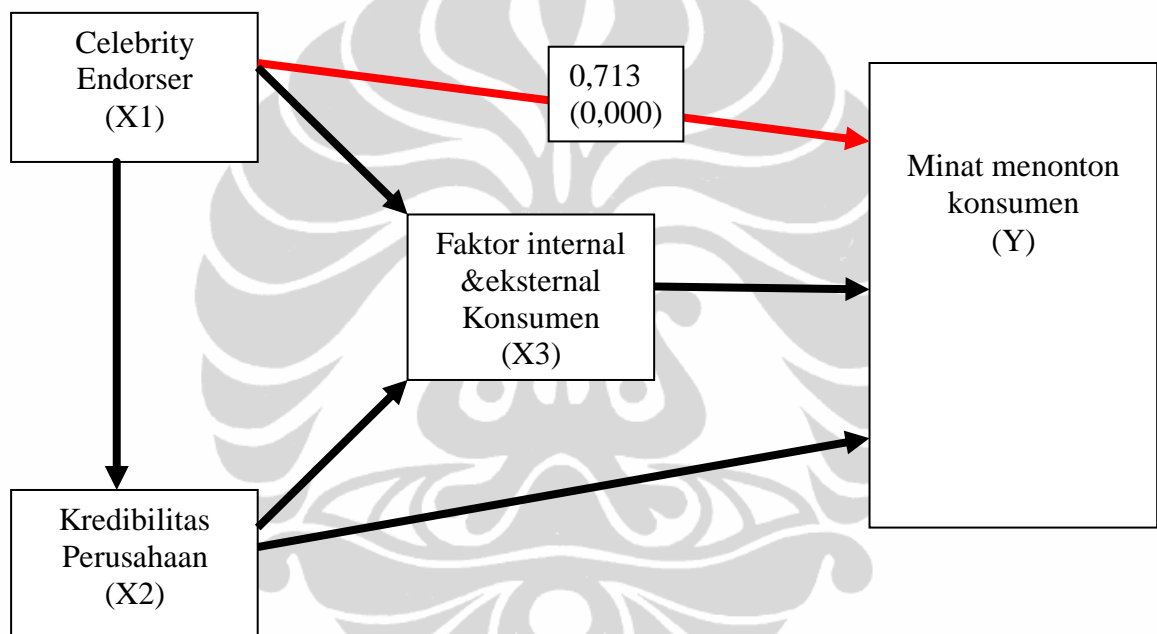 Celebrity
Endorser
(X1)
0,713
(0,000)
Minat menonton
konsumen
(Y)
Faktor internal
&eksternal
Konsumen
(X3)
Kredibilitas
Perusahaan
(X2)